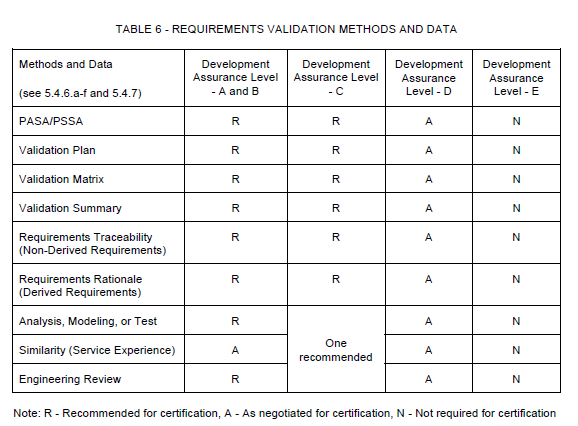 TABLE 6 - REQUIREMENTS VALIDATION METHODS AND DATA
Methods and Data
(see 5.4.6.a-f and 5.4.7)
Development
Assurance Level
- A and B
Development
Assurance Level
- C
Development
Assurance
Level - D
Development
Assurance
Level - E
PASA/PSSA R R A N
Validation Plan R R A N
Validation Matrix R R A N
Validation Summary R R A N
Requirements Traceability
(Non-Derived Requirements)
R R A N
Requirements Rationale
(Derived Requirements)
R R A N
Analysis, Modeling, or Test R A N
Similarity (Service Experience) A A N
Engineering Review R A N
One
recommended
Note: R - Recommended for certification, A - As negotiated for certification, N - Not required for certification